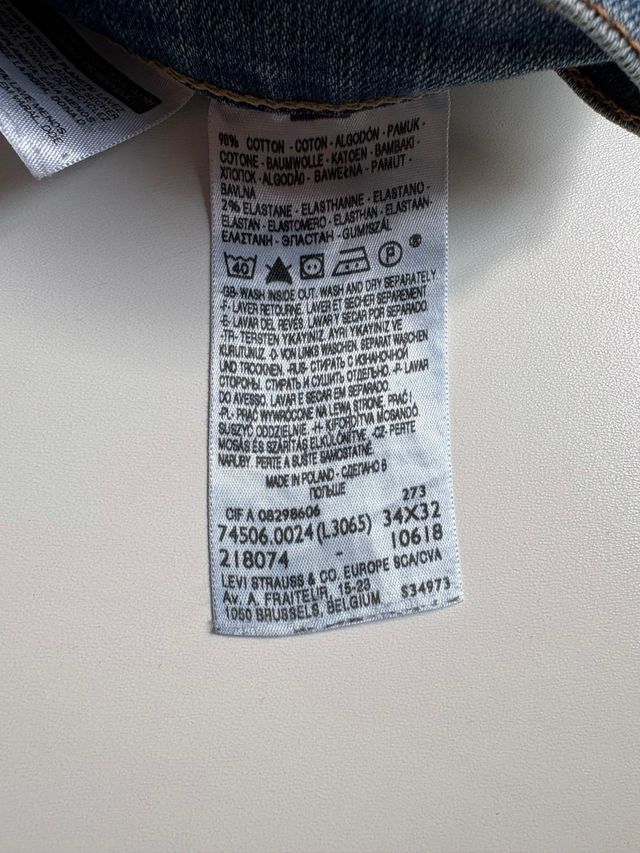 98% COTTON - COTON - ALGODÓN - PAMUK -
COTONE - BAUMWOLLE - KATOEN - BAMBAKI -
ХЛОПОК - ALGODÃO - BAWEŁNA - PAMUT -
BAVLNA
2% ELASTANE - ELASTHANNE - ELASTANO -
ELASTAN - ELASTOMERO - ELASTHAN - ELASTAAN-
ΕΛΑΣΤΑΝΗ - ЭЛАСТАН - GUMISZÁL
40 P ®
-GB- WASH INSIDE OUT. WASH AND DRY SEPARATELY
-F- LAVER RETOURNE. LAVER ET SECHER SEPAREMENT
-E- LAVAR DEL REVÉS. LAVAR Y SECAR POR SEPARADO.
-TR- TERSTEN YIKAYINIZ. AYRI YIKAYINIZ VE
KURUTUNUZ. -D- VON LINKS WASCHEN. SEPARAT WASCHEN
UND TROCKNEN. -RUS- СТИРАТЬ С ИЗНАНОЧНОЙ
СТОРОНЫ. СТИРАТЬ И СУШИТЬ ОТДЕЛЬНО. -P- LAVAR
DO AVESSO. LAVAR E SECAR EM SEPARADO.
-PL- PRAĆ WYWRÓCONE NA LEWĄ STRONĘ. PRAĆ I
SUSZYĆ ODDZIELNIE. -H- KIFORDÍTVA MOSANDÓ.
MOSÁS ÉS SZÁRÍTÁS ELKÜLÖNÍTVE. -CZ- PERTE
NARUBY. PERTE A SUŠTE SAMOSTATNĚ.
MADE IN POLAND - СДЕЛАНО В
ПОЛЬШЕ
273
CIF A 08298606
74506.0024 (L3065) 34X32
218074 - 10618
LEVI STRAUSS & CO. EUROPE SCA/CVA
Av. A. FRAITEUR, 15-23
1050 BRUSSELS, BELGIUM S34973